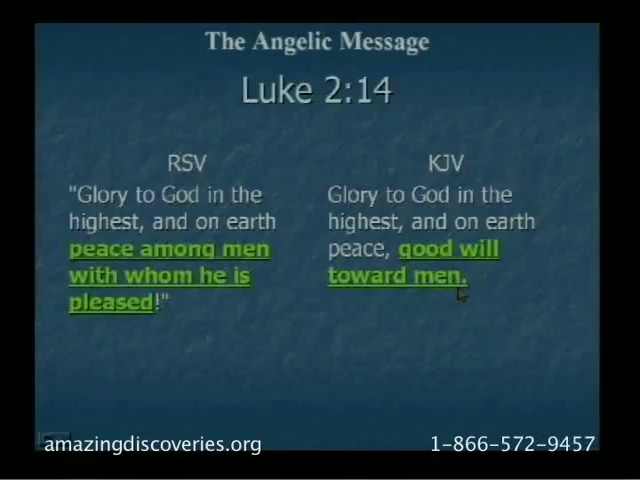 The Angelic Message
Luke 2:14
RSV
"Glory to God in the
highest, and on earth
peace among men
with whom he is
pleased!"
KJV
Glory to God in the
highest, and on earth
peace, good will
toward men.
amazingdiscoveries.org
1-866-572-9457